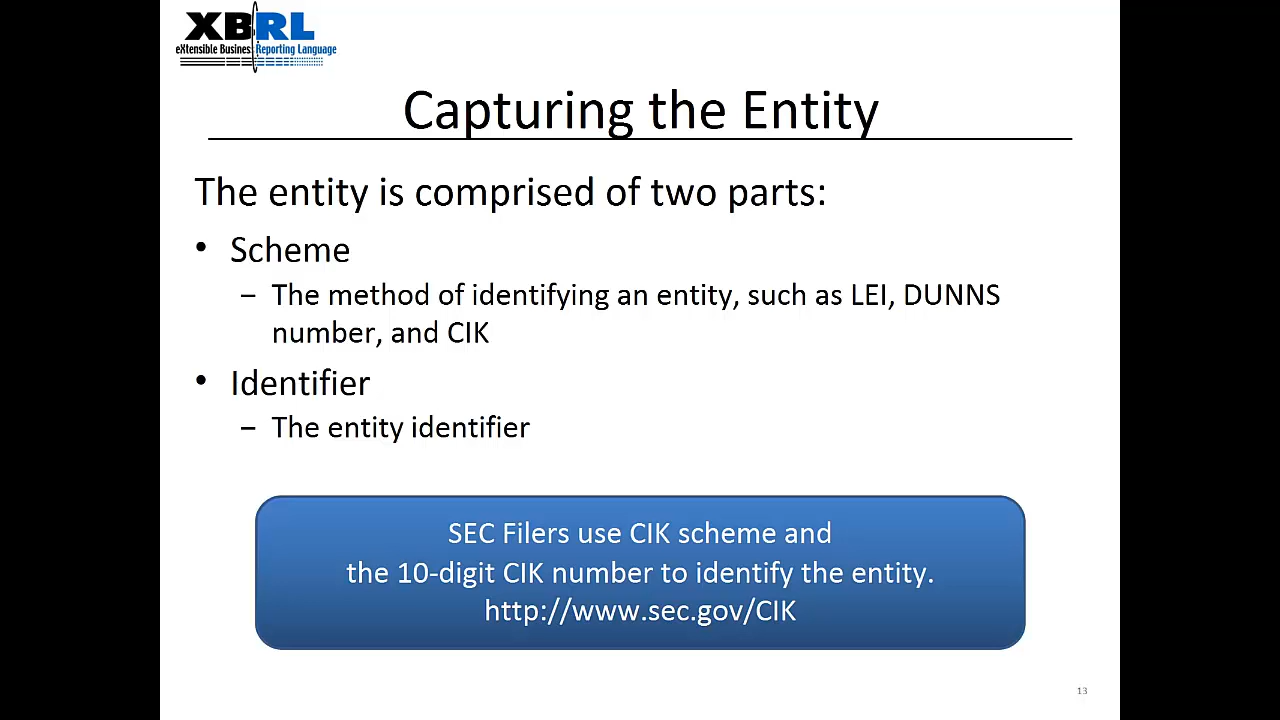 XBRL
eXtensible Business Reporting Language
Capturing the Entity
The entity is comprised of two parts:
• Scheme
– The method of identifying an entity, such as LEI, DUNNS
number, and CIK
• Identifier
– The entity identifier
SEC Filers use CIK scheme and
the 10-digit CIK number to identify the entity.
http://www.sec.gov/CIK
13